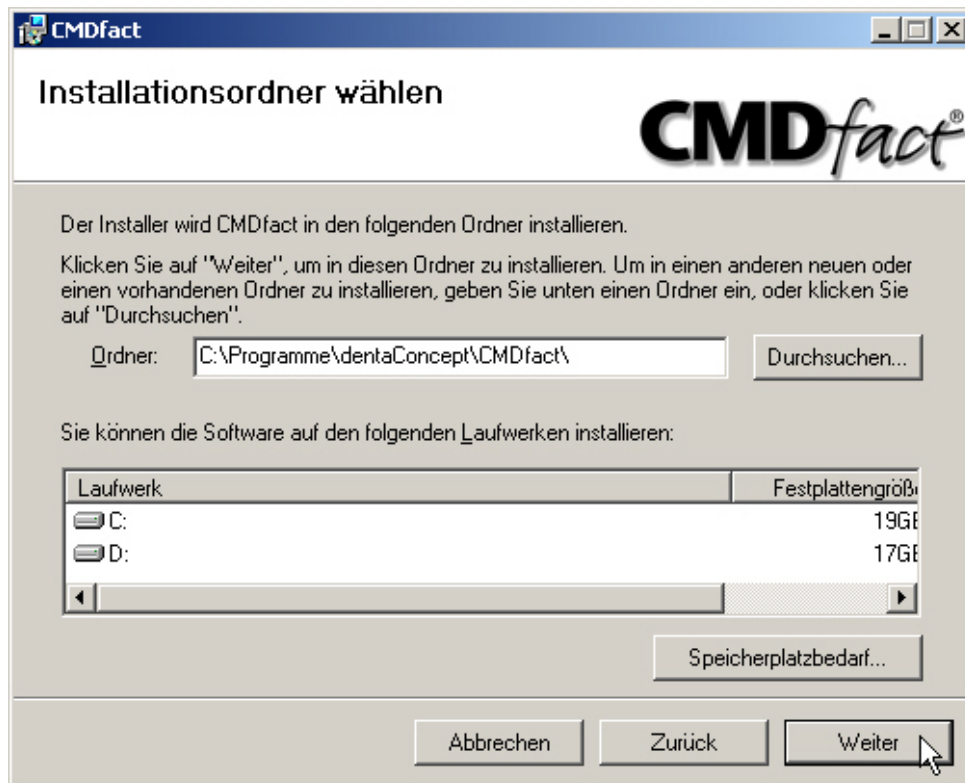 CMDfact
Installationsordner wählen
CMDfact®
Der Installer wird CMDfact in den folgenden Ordner installieren.
Klicken Sie auf "Weiter", um in diesen Ordner zu installieren. Um in einen anderen neuen oder
einen vorhandenen Ordner zu installieren, geben Sie unten einen Ordner ein, oder klicken Sie
auf "Durchsuchen".
Ordner: C:\Programme\dentaConcept\CMDfact\ Durchsuchen...
Sie können die Software auf den folgenden Laufwerken installieren:
Laufwerk Festplattengröße
C: 19GB
D: 17GB
Speicherplatzbedarf...
Abbrechen Zurück Weiter